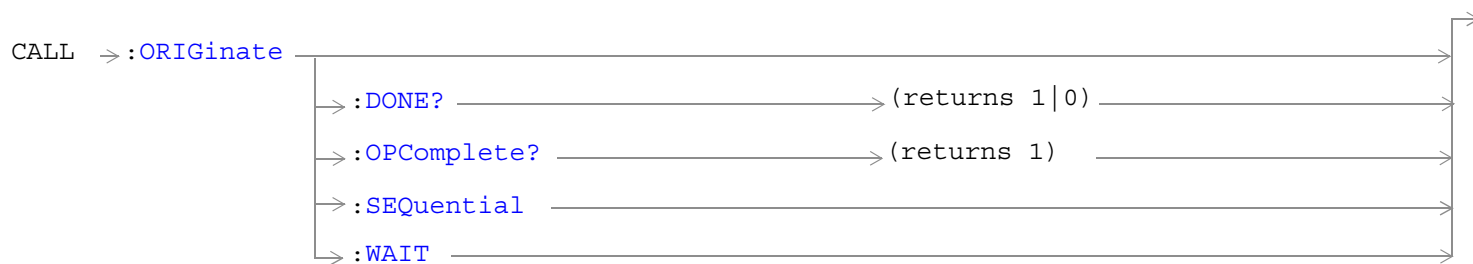 CALL :ORIGinate
:DONE? (returns 1|0)
:OPComplete? (returns 1)
:SEQuential
:WAIT